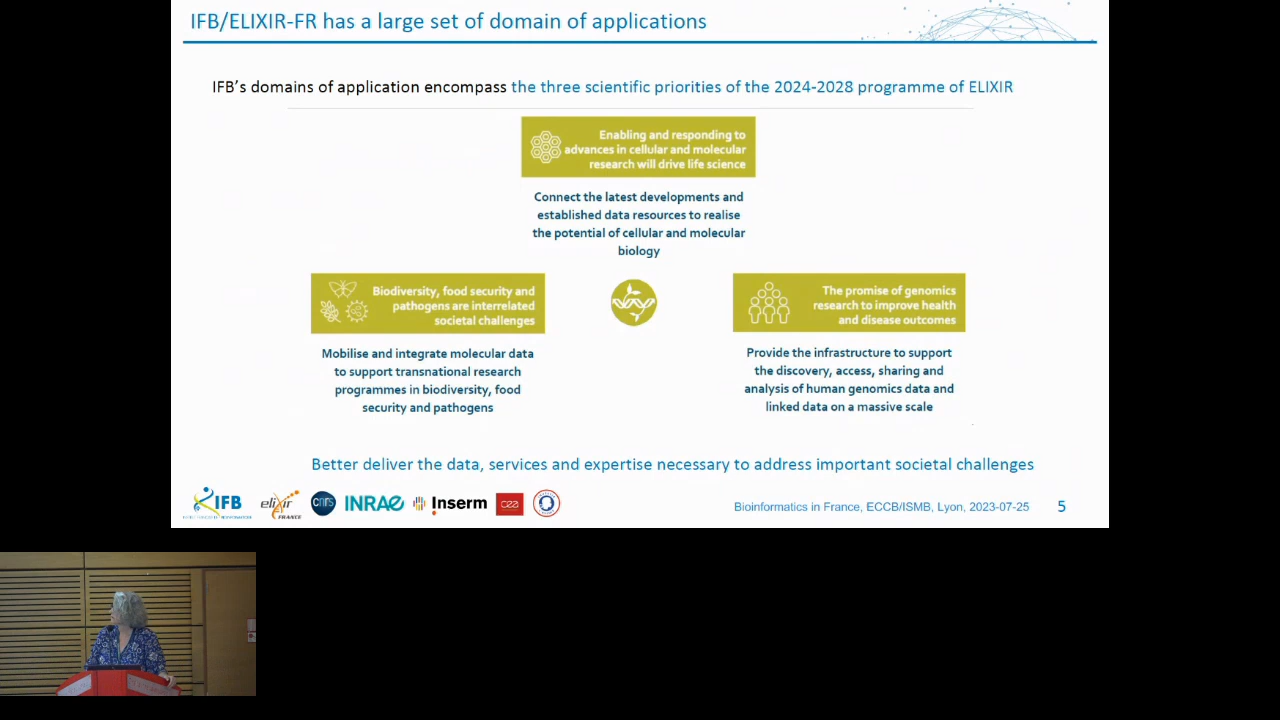 IFB/ELIXIR-FR has a large set of domain of applications
IFB's domains of application encompass the three scientific priorities of the 2024-2028 programme of ELIXIR
Enabling and responding to
advances in cellular and molecular
research will drive life science
Connect the latest developments and
established data resources to realise
the potential of cellular and molecular
biology
Biodiversity, food security and
pathogens are interrelated
societal challenges
Mobilise and integrate molecular data
to support transnational research
programmes in biodiversity, food
security and pathogens
The promise of genomics
research to improve health
and disease outcomes
Provide the infrastructure to support
the discovery, access, sharing and
analysis of human genomics data and
linked data on a massive scale
Better deliver the data, services and expertise necessary to address important societal challenges
IFB
elixir
FRANCE
cnrs
INRAE
Inserm
cea
Bioinformatics in France, ECCB/ISMB, Lyon, 2023-07-25
5